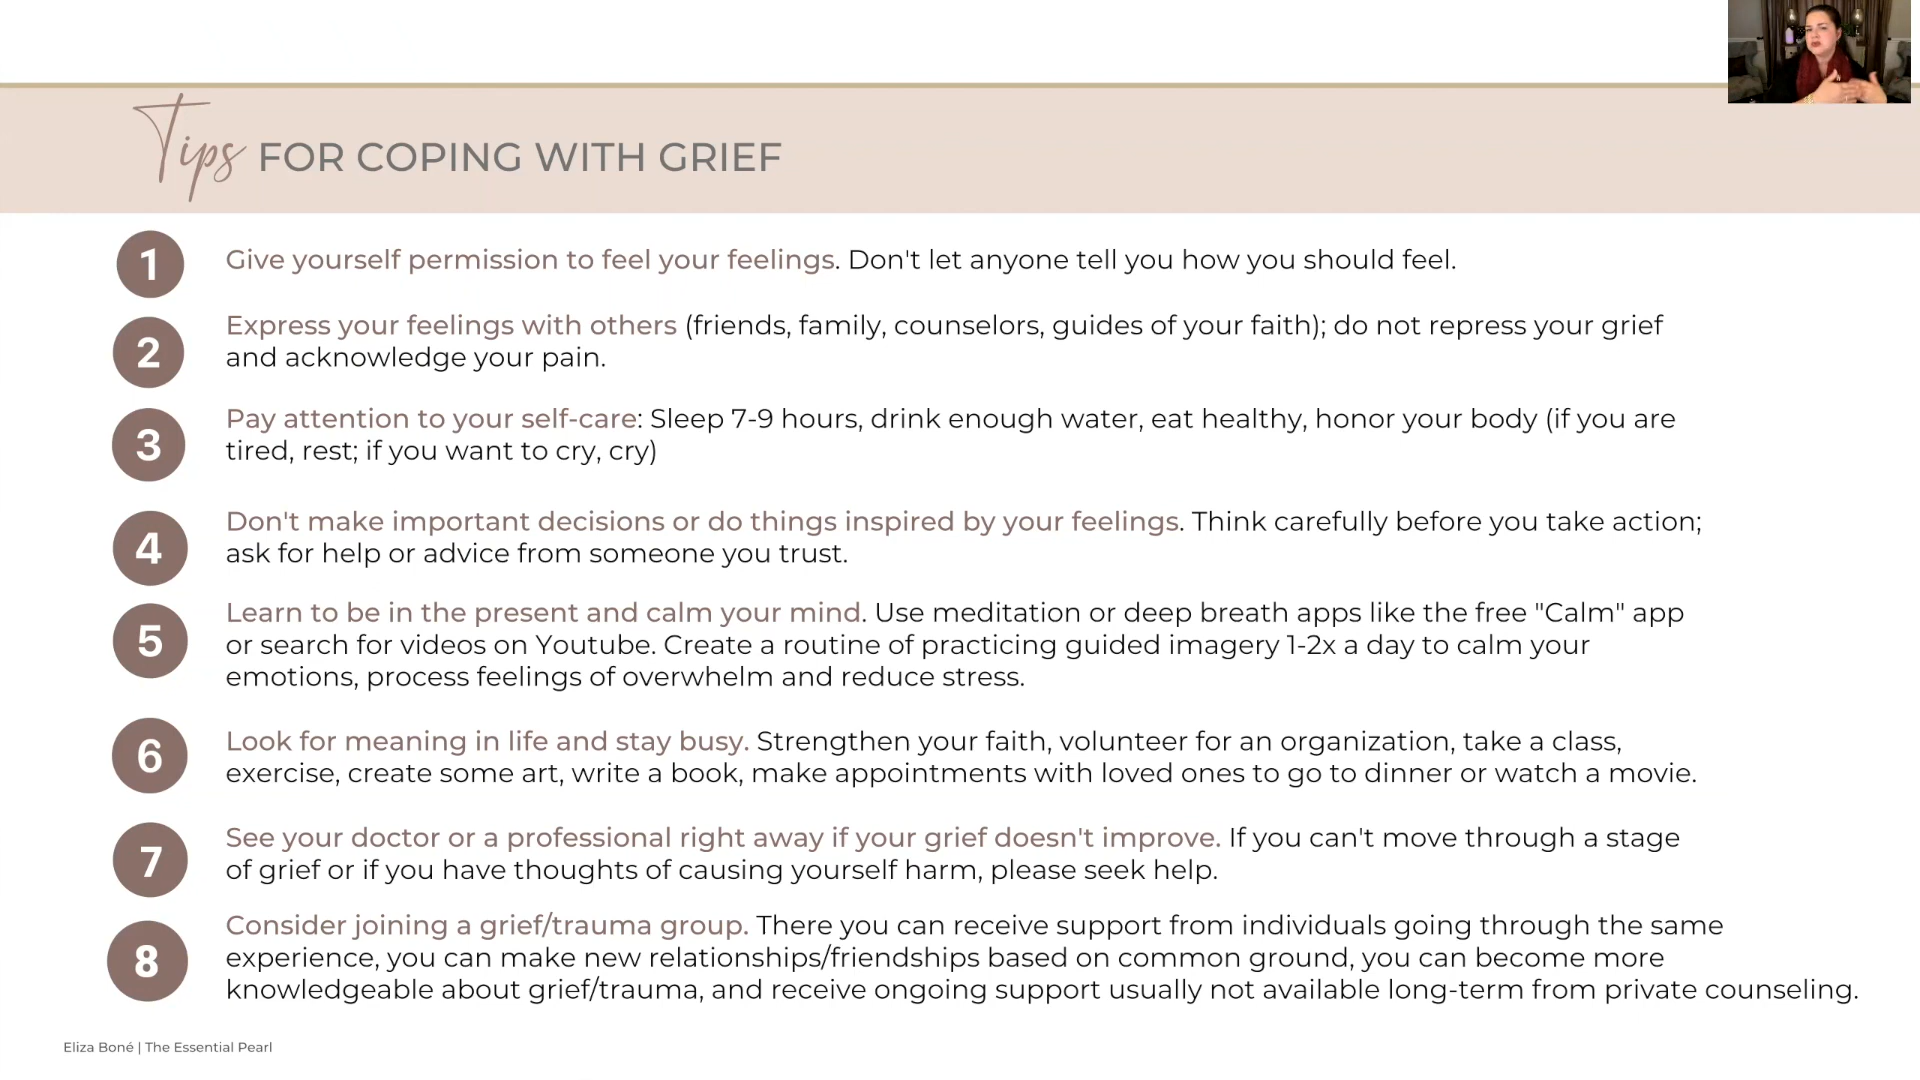 Tips FOR COPING WITH GRIEF
1 Give yourself permission to feel your feelings. Don't let anyone tell you how you should feel.
2 Express your feelings with others (friends, family, counselors, guides of your faith); do not repress your grief
and acknowledge your pain.
3 Pay attention to your self-care: Sleep 7-9 hours, drink enough water, eat healthy, honor your body (if you are
tired, rest; if you want to cry, cry)
4 Don't make important decisions or do things inspired by your feelings. Think carefully before you take action;
ask for help or advice from someone you trust.
5 Learn to be in the present and calm your mind. Use meditation or deep breath apps like the free "Calm" app
or search for videos on Youtube. Create a routine of practicing guided imagery 1-2x a day to calm your
emotions, process feelings of overwhelm and reduce stress.
6 Look for meaning in life and stay busy. Strengthen your faith, volunteer for an organization, take a class,
exercise, create some art, write a book, make appointments with loved ones to go to dinner or watch a movie.
7 See your doctor or a professional right away if your grief doesn't improve. If you can't move through a stage
of grief or if you have thoughts of causing yourself harm, please seek help.
8 Consider joining a grief/trauma group. There you can receive support from individuals going through the same
experience, you can make new relationships/friendships based on common ground, you can become more
knowledgeable about grief/trauma, and receive ongoing support usually not available long-term from private counseling.
Eliza Boné | The Essential Pearl